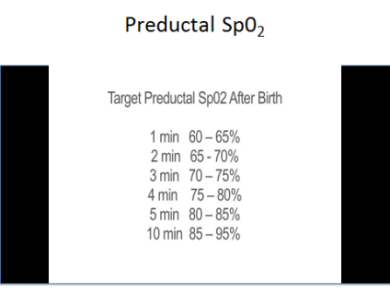 Preductal SpO₂
Target Preductal Sp02 After Birth
1 min 60 – 65%
2 min 65 - 70%
3 min 70 – 75%
4 min 75 – 80%
5 min 80 – 85%
10 min 85 – 95%